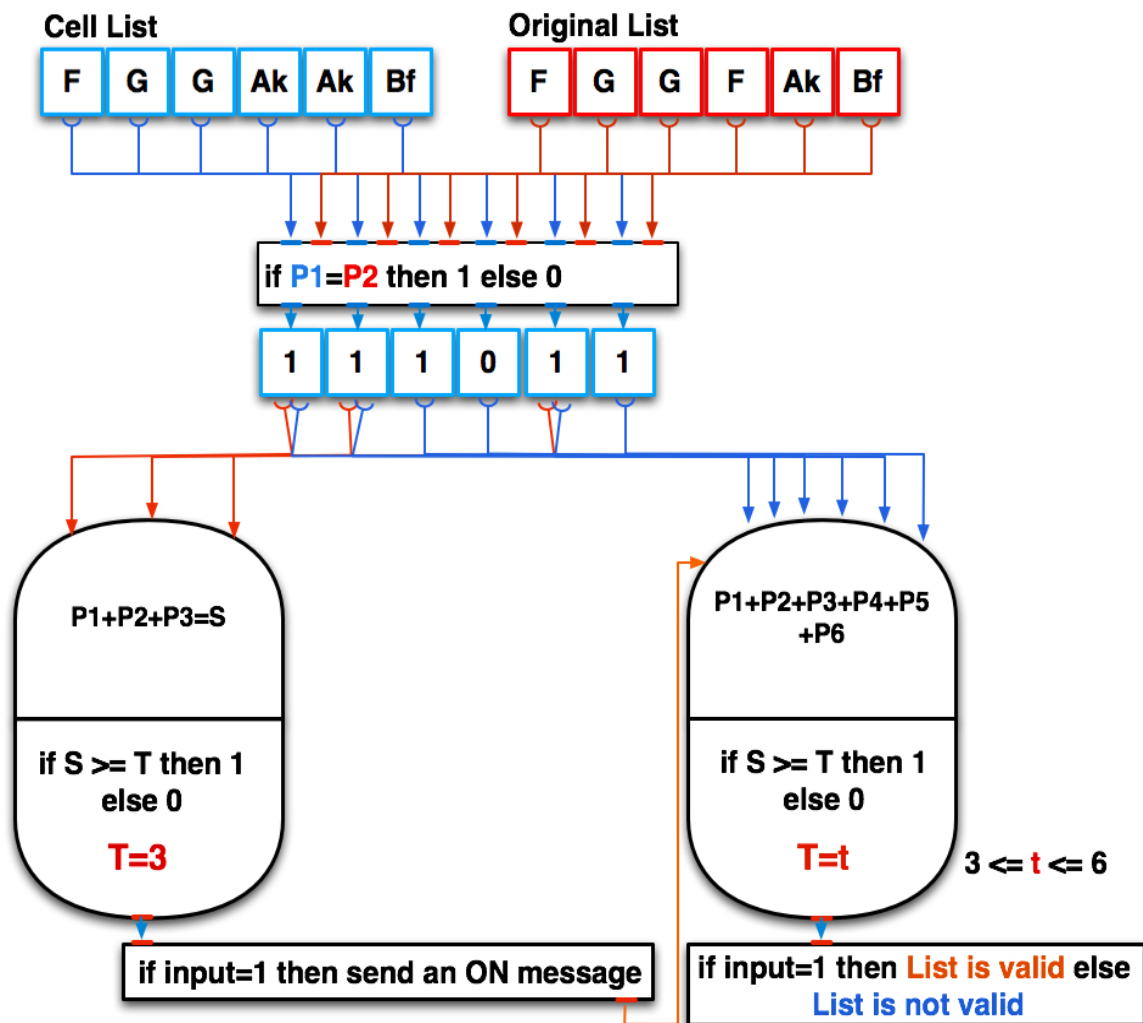 Cell List
Original List
F G G Ak Ak Bf
F G G F Ak Bf
if P1=P2 then 1 else 0
1 1 1 0 1 1
P1+P2+P3=S
P1+P2+P3+P4+P5
+P6
if S >= T then 1
else 0
T=3
if S >= T then 1
else 0
T=t
3 <= t <= 6
if input=1 then send an ON message
if input=1 then List is valid else
List is not valid